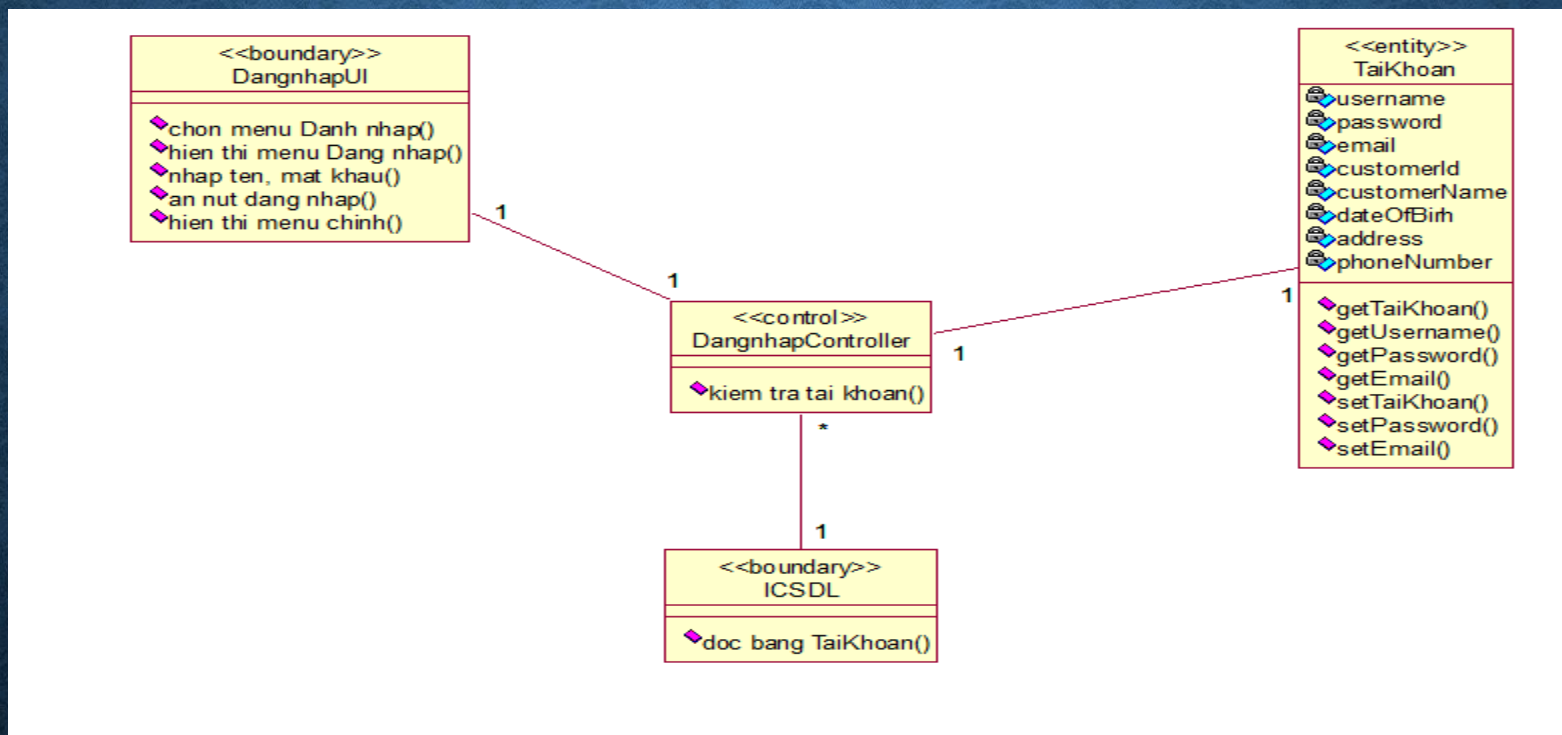 <<boundary>>
DangnhapUI
chon menu Danh nhap()
hien thi menu Dang nhap()
nhap ten, mat khau()
an nut dang nhap()
hien thi menu chinh()
1
1
<<control>>
DangnhapController
kiem tra tai khoan()
1
1
<<entity>>
TaiKhoan
username
password
email
customerId
customerName
dateOfBirh
address
phoneNumber
getTaiKhoan()
getUsername()
getPassword()
getEmail()
setTaiKhoan()
setPassword()
setEmail()
*
1
<<boundary>>
ICSDL
doc bang TaiKhoan()